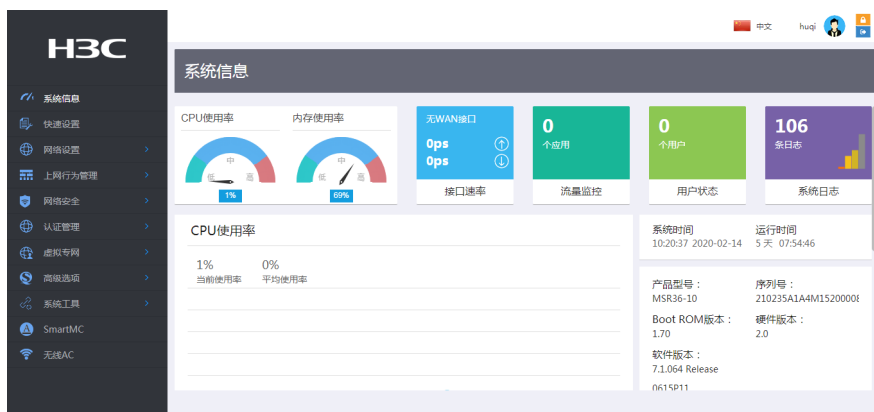 中文 huqi
H3C
系统信息
系统信息
快速设置
网络设置
上网行为管理
网络安全
认证管理
虚拟专网
高级选项
系统工具
SmartMC
无线AC
CPU使用率
低 中 高
1%
内存使用率
低 中 高
69%
无WAN接口
0ps
0ps
接口速率
0
个应用
流量监控
0
个用户
用户状态
106
条日志
系统日志
CPU使用率
1% 0%
当前使用率 平均使用率
系统时间 运行时间
10:20:37 2020-02-14 5 天 07:54:46
产品型号： 序列号：
MSR36-10 210235A1A4M1520000
Boot ROM版本： 硬件版本：
1.70 2.0
软件版本：
7.1.064 Release
0615P11